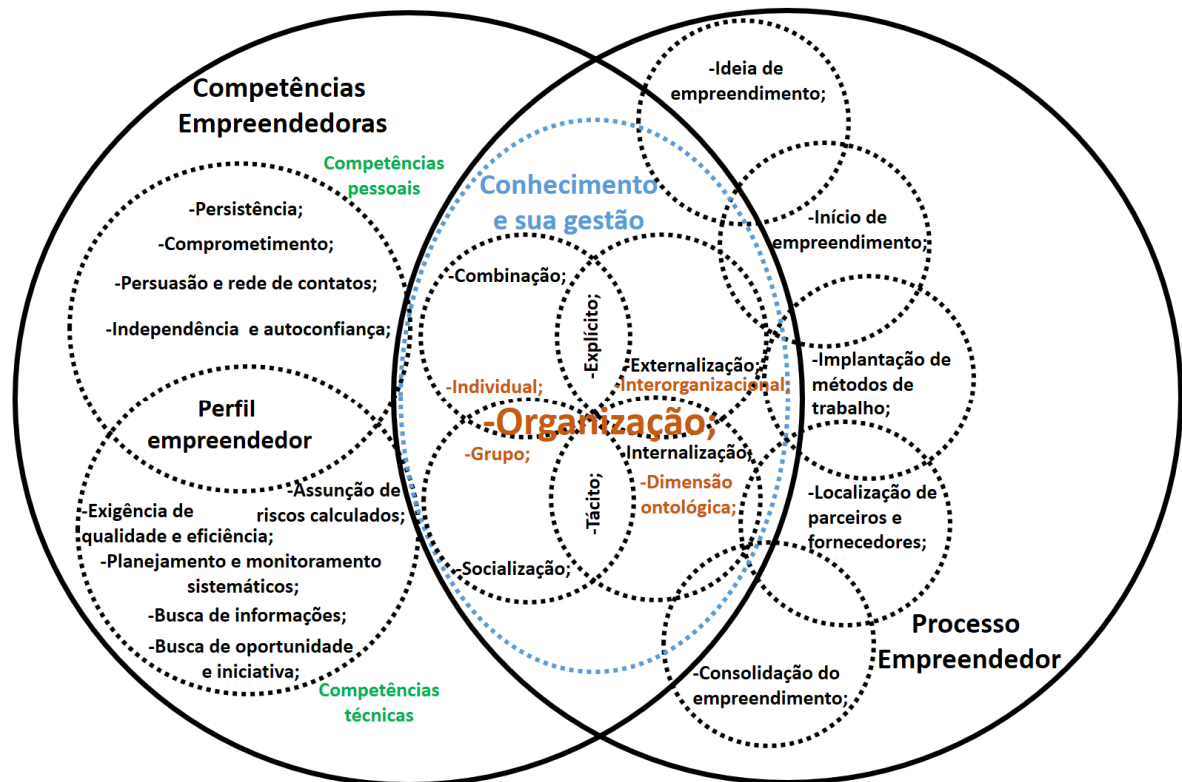 Competências
Empreendedoras
Competências
pessoais
-Persistência;
-Comprometimento;
-Persuasão e rede de contatos;
-Independência e autoconfiança;
Perfil
empreendedor
-Assunção de
riscos calculados;
-Exigência de
qualidade e eficiência;
-Planejamento e monitoramento
sistemáticos;
-Busca de informações;
-Busca de oportunidade
e iniciativa;
Competências
técnicas
Conhecimento
e sua gestão
-Combinação;
-Explícito;
-Externalização;
-Interorganizacional;
-Individual;
-Organização;
-Grupo;
-Internalização;
-Dimensão
ontológica;
-Tácito;
-Socialização;
-Ideia de
empreendimento;
-Início de
empreendimento;
-Implantação de
métodos de
trabalho;
-Localização de
parceiros e
fornecedores;
-Consolidação do
empreendimento;
Processo
Empreendedor